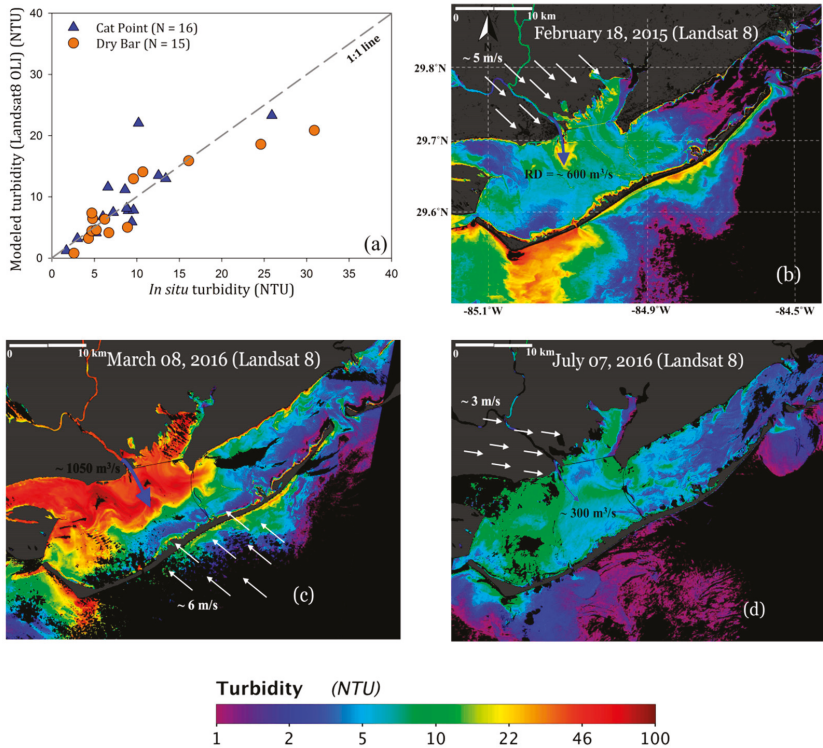 40
30
20
10
0
0
5
10
15
20
25
30
35
40
Modeled turbidity (Landsat8 OLI) (NTU)
In situ turbidity (NTU)
Cat Point (N = 16)
Dry Bar (N = 15)
1:1 line
(a)
0 10 km
February 18, 2015 (Landsat 8)
N
~ 5 m/s
29.8°N
29.7°N
29.6°N
RD = ~ 600 m³/s
(b)
-85.1°W
-84.9°W
-84.5°W
0 10 km
March 08, 2016 (Landsat 8)
~ 1050 m³/s
~ 6 m/s
(c)
0 10 km
July 07, 2016 (Landsat 8)
~ 3 m/s
~ 300 m³/s
(d)
Turbidity (NTU)
1 2 5 10 22 46 100